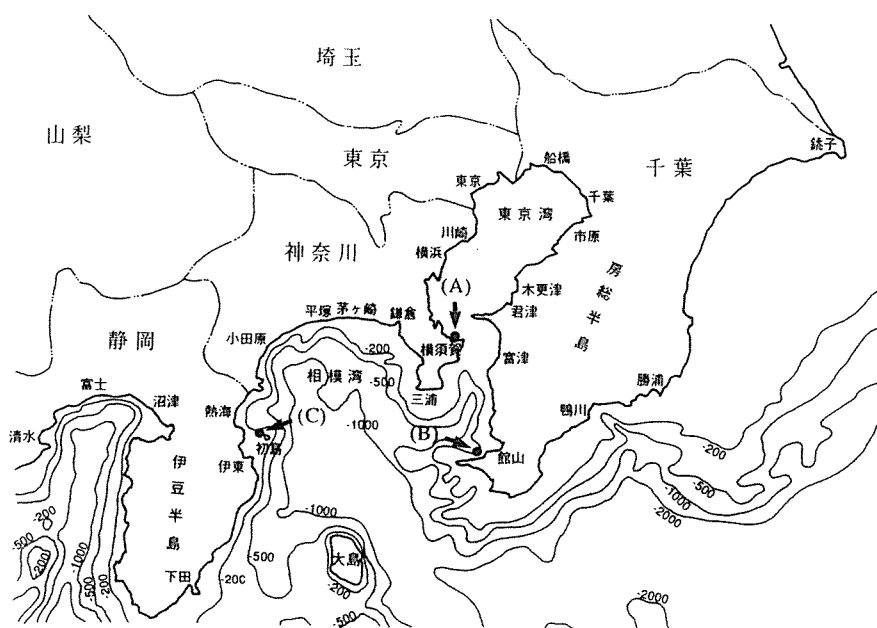 埼玉
山梨
東京
千葉
銚子
船橋
東京
千葉
東京湾
川崎
市原
横浜
神奈川
房総半島
(A)
木更津
君津
平塚
茅ヶ崎
鎌倉
静岡
小田原
-200
横須賀
富津
-500
相模湾
富士
沼津
熱海
三浦
勝浦
鴨川
(C)
-1000
清水
初島
(B)
館山
-200
伊東
伊豆半島
-500
-1000
-2000
-1000
-200
-500
-200
-1000
-500
-200
大島
-500
下田
-200
-200
-500
-2000